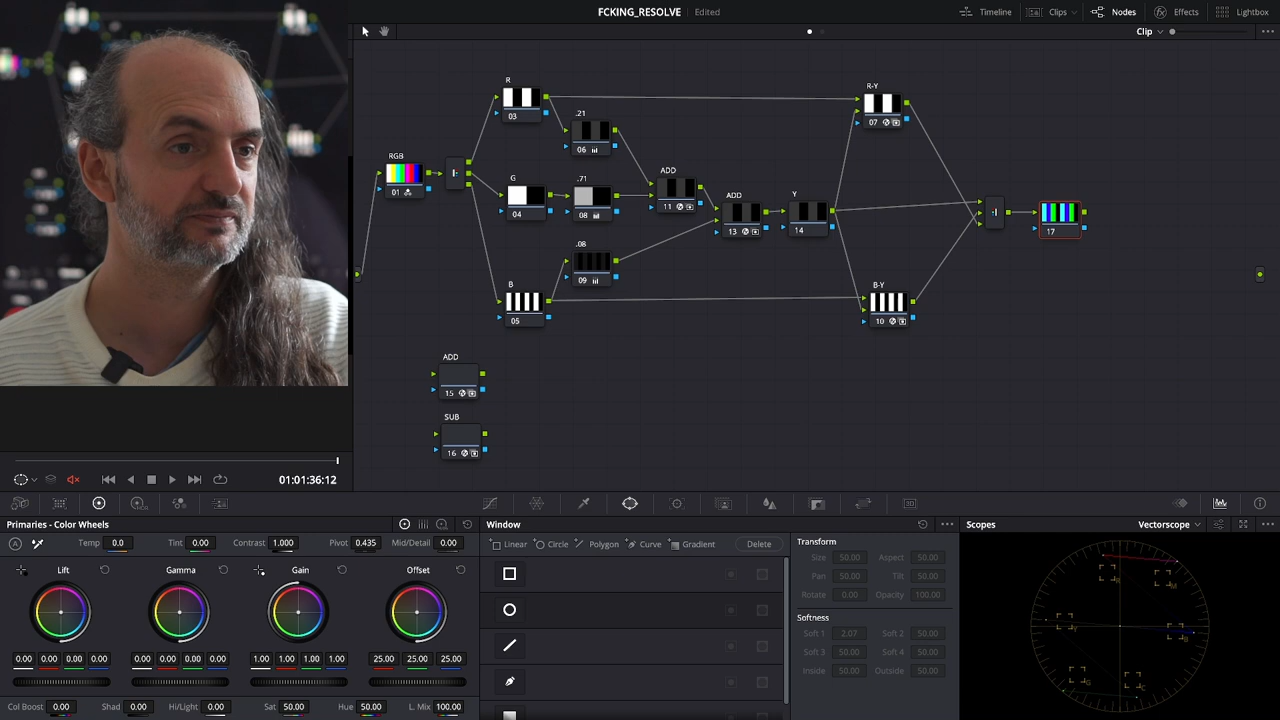 FCKING_RESOLVE Edited
Timeline Clips Nodes Effects Lightbox
Clip
R
03
.21
06
RGB
01
G
04
.71
08
ADD
11
ADD
13
Y
14
R-Y
07
17
.08
09
B
05
B-Y
10
ADD
15
SUB
16
01:01:36:12
Primaries - Color Wheels
Temp 0.0 Tint 0.00 Contrast 1.000 Pivot 0.435 Mid/Detail 0.00
Lift Gamma Gain Offset
0.00 0.00 0.00 0.00 0.00 0.00 0.00 0.00 1.00 1.00 1.00 1.00 25.00 25.00 25.00
Col Boost 0.00 Shad 0.00 Hi/Light 0.00 Sat 50.00 Hue 50.00 L. Mix 100.00
Window
Linear Circle Polygon Curve Gradient Delete
Transform
Size 50.00 Aspect 50.00
Pan 50.00 Tilt 50.00
Rotate 0.00 Opacity 100.00
Softness
Soft 1 2.07 Soft 2 50.00
Soft 3 50.00 Soft 4 50.00
Inside 50.00 Outside 50.00
Scopes Vectorscope